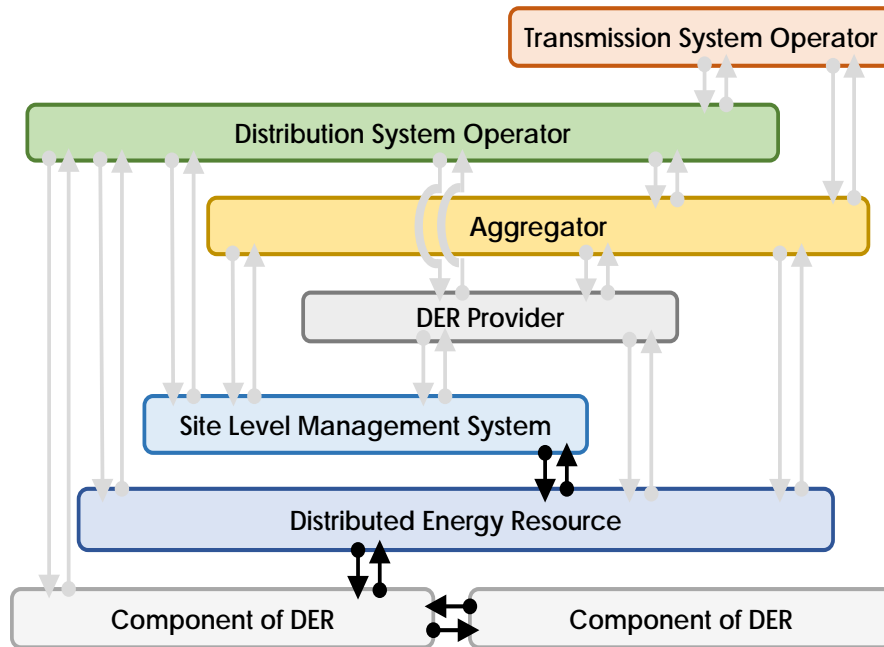 Transmission System Operator
Distribution System Operator
Aggregator
DER Provider
Site Level Management System
Distributed Energy Resource
Component of DER
Component of DER